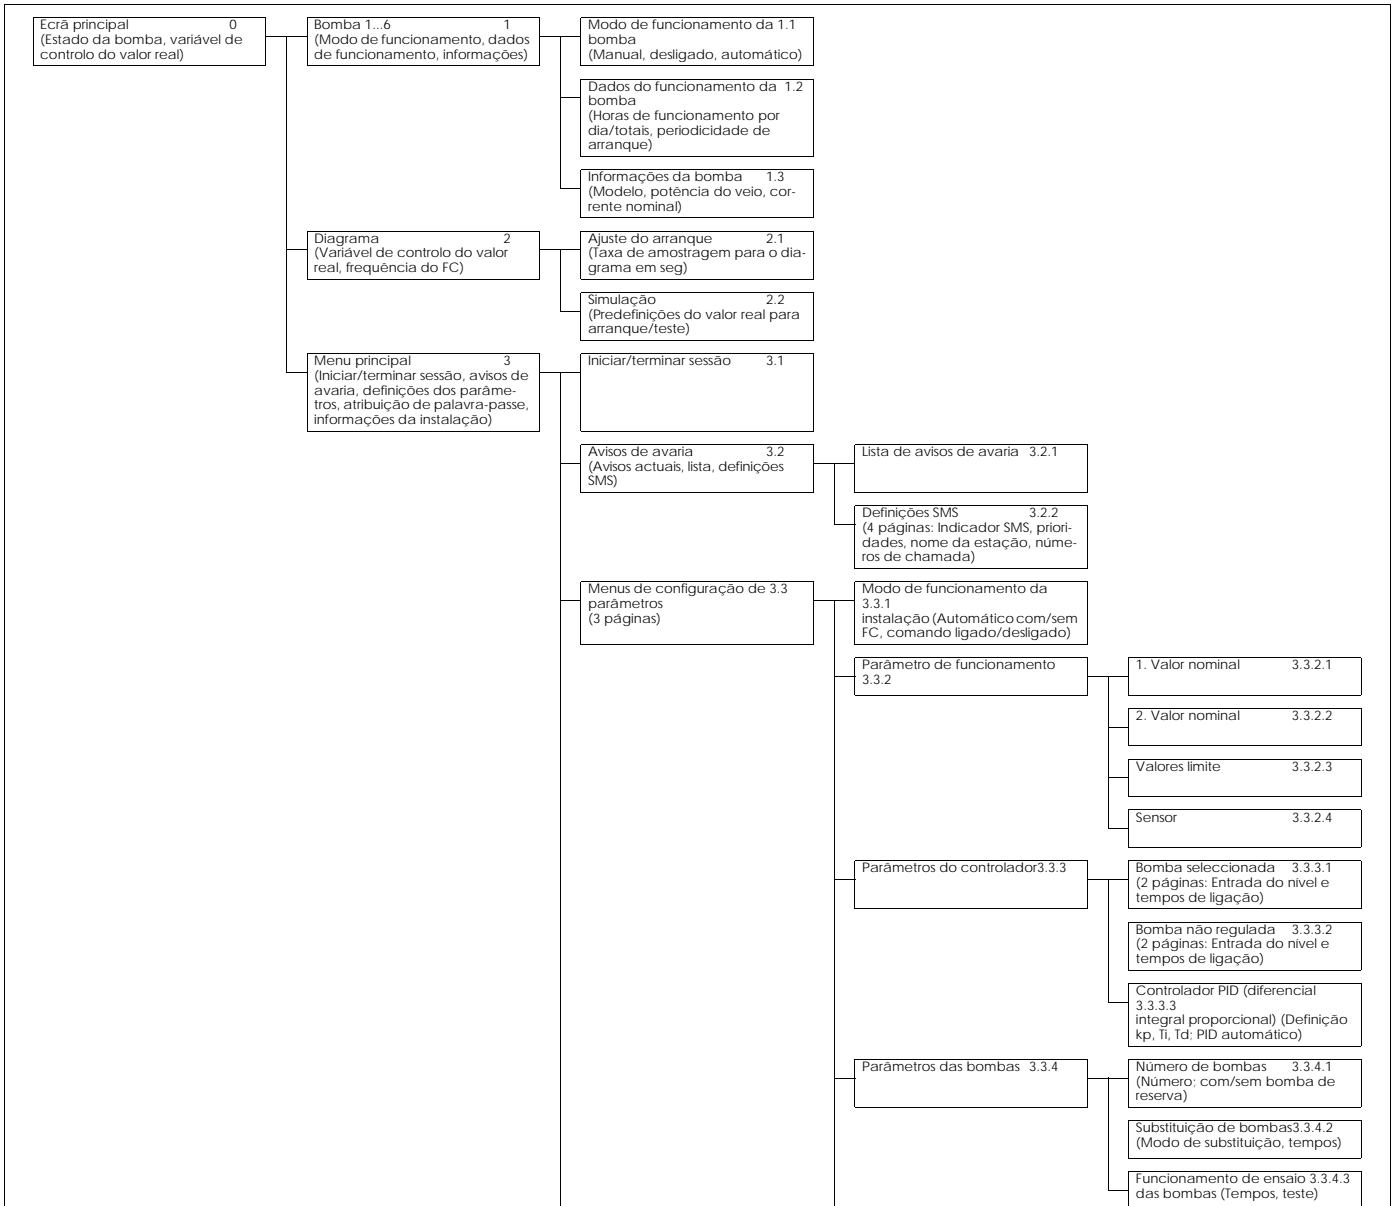 Ecrã principal 0
(Estado da bomba, variável de
controlo do valor real)
Bomba 1...6 1
(Modo de funcionamento, dados
de funcionamento, informações)
Modo de funcionamento da 1.1
bomba
(Manual, desligado, automático)
Dados do funcionamento da 1.2
bomba
(Horas de funcionamento por
dia/totais, periodicidade de
arranque)
Informações da bomba 1.3
(Modelo, potência do veio, cor-
rente nominal)
Diagrama 2
(Variável de controlo do valor
real, frequência do FC)
Ajuste do arranque 2.1
(Taxa de amostragem para o dia-
grama em seg)
Simulação 2.2
(Predefinições do valor real para
arranque/teste)
Menu principal 3
(Iniciar/terminar sessão, avisos de
avaria, definições dos parâme-
tros, atribuição de palavra-passe,
informações da instalação)
Iniciar/terminar sessão 3.1
Avisos de avaria 3.2
(Avisos actuais, lista, definições
SMS)
Lista de avisos de avaria 3.2.1
Definições SMS 3.2.2
(4 páginas: Indicador SMS, priori-
dades, nome da estação, núme-
ros de chamada)
Menus de configuração de 3.3
parâmetros
(3 páginas)
Modo de funcionamento da
3.3.1
instalação (Automático com/sem
FC, comando ligado/desligado)
Parâmetro de funcionamento
3.3.2
1. Valor nominal 3.3.2.1
2. Valor nominal 3.3.2.2
Valores limite 3.3.2.3
Sensor 3.3.2.4
Parâmetros do controlador3.3.3
Bomba seleccionada 3.3.3.1
(2 páginas: Entrada do nível e
tempos de ligação)
Bomba não regulada 3.3.3.2
(2 páginas: Entrada do nível e
tempos de ligação)
Controlador PID (diferencial
3.3.3.3
integral proporcional) (Definição
kp, Ti, Td; PID automático)
Parâmetros das bombas 3.3.4
Número de bombas 3.3.4.1
(Número; com/sem bomba de
reserva)
Substituição de bombas3.3.4.2
(Modo de substituição, tempos)
Funcionamento de ensaio 3.3.4.3
das bombas (Tempos, teste)